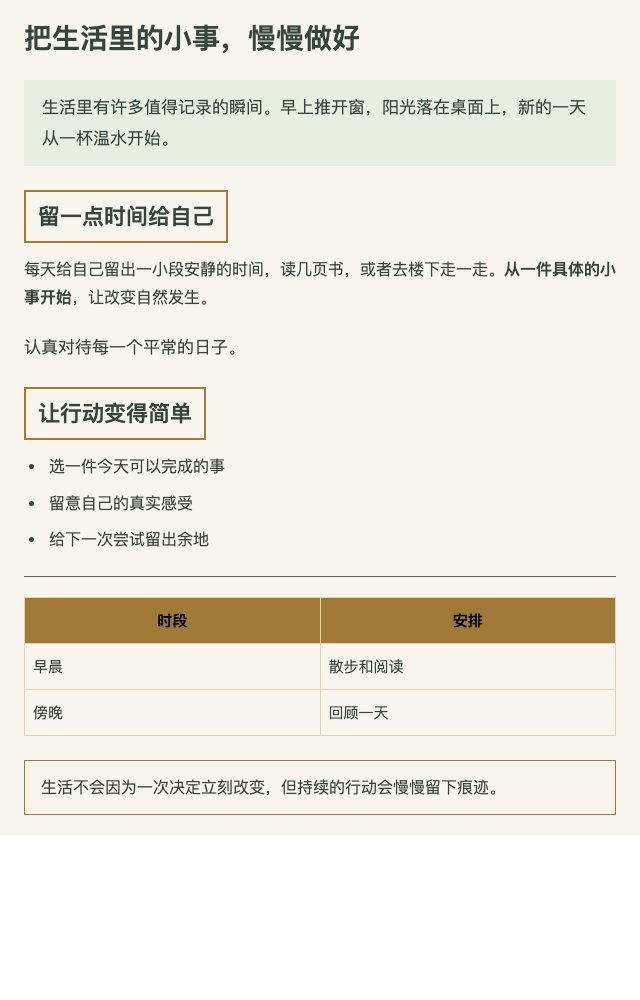 把生活里的小事，慢慢做好
生活里有许多值得记录的瞬间。早上推开窗，阳光落在桌面上，新的一天
从一杯温水开始。
留一点时间给自己
每天给自己留出一小段安静的时间，读几页书，或者去楼下走一走。从一件具体的小
事开始，让改变自然发生。
认真对待每一个平常的日子。
让行动变得简单
• 选一件今天可以完成的事
• 留意自己的真实感受
• 给下一次尝试留出余地
时段 安排
早晨 散步和阅读
傍晚 回顾一天
生活不会因为一次决定立刻改变，但持续的行动会慢慢留下痕迹。